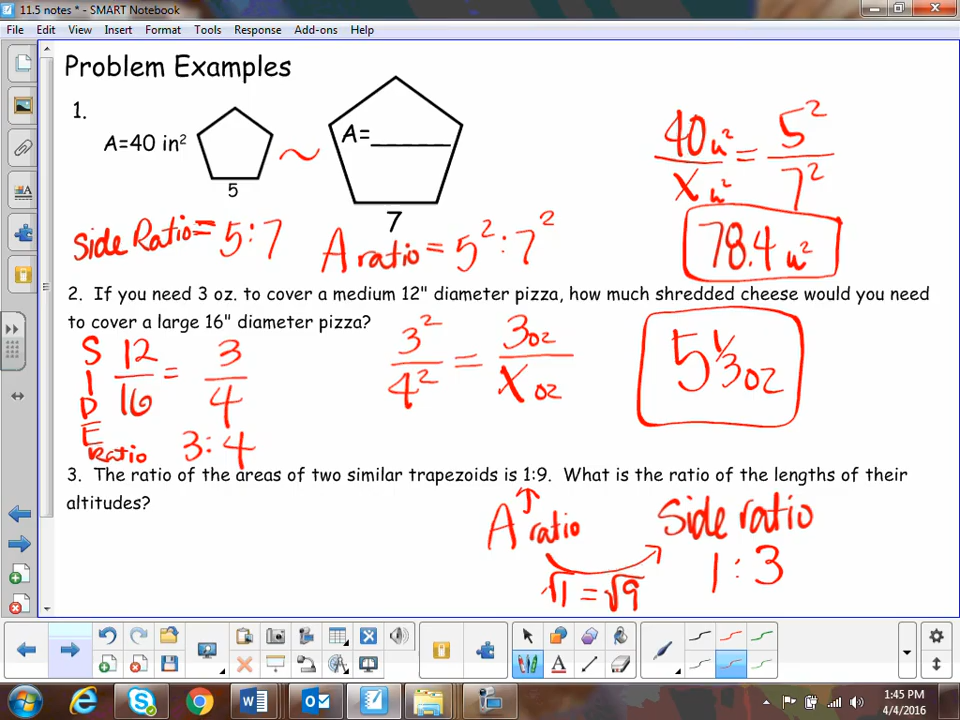 11.5 notes * - SMART Notebook
File Edit View Insert Format Tools Response Add-ons Help
Problem Examples
1.
A=40 in²
5
~
A=______
7
40u² / x u² = 5² / 7²
78.4 u²
Side Ratio= 5:7
A ratio = 5² : 7²
2. If you need 3 oz. to cover a medium 12" diameter pizza, how much shredded cheese would you need
to cover a large 16" diameter pizza?
SIDE Ratio
12/16 = 3/4
3:4
3²/4² = 3oz / x oz
5 1/3 oz
3. The ratio of the areas of two similar trapezoids is 1:9. What is the ratio of the lengths of their
altitudes?
A ratio
√1 = √9
Side ratio
1 : 3
1:45 PM
4/4/2016